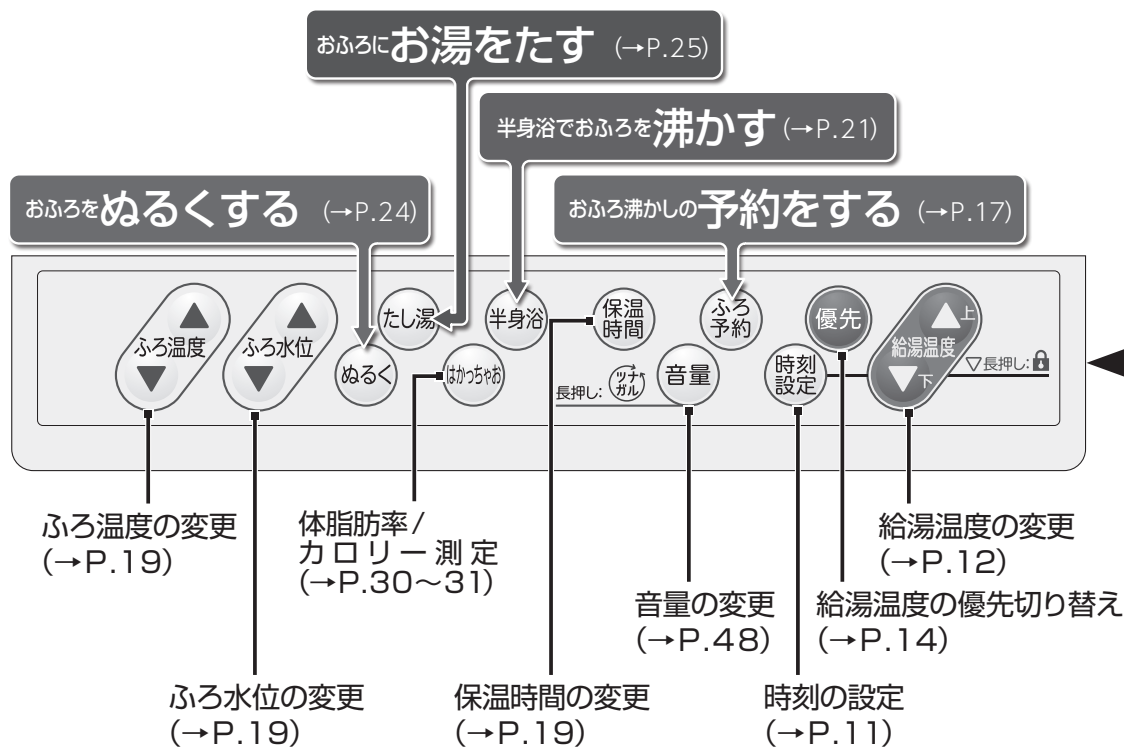 おふろにお湯をたす (→P.25)
半身浴でおふろを沸かす (→P.21)
おふろをぬるくする (→P.24)
おふろ沸かしの予約をする (→P.17)
▲
ふろ温度
▼
▲
ふろ水位
▼
たし湯
ぬるく
半身浴
はかっちゃお
保温
時間
長押し:
ツナ
ガル
音量
ふろ
予約
時刻
設定
優先
△上
給湯温度
▽下
▽長押し:
ふろ温度の変更
(→P.19)
体脂肪率/
カロリー測定
(→P.30〜31)
給湯温度の変更
(→P.12)
音量の変更
(→P.48)
給湯温度の優先切り替え
(→P.14)
ふろ水位の変更
(→P.19)
保温時間の変更
(→P.19)
時刻の設定
(→P.11)